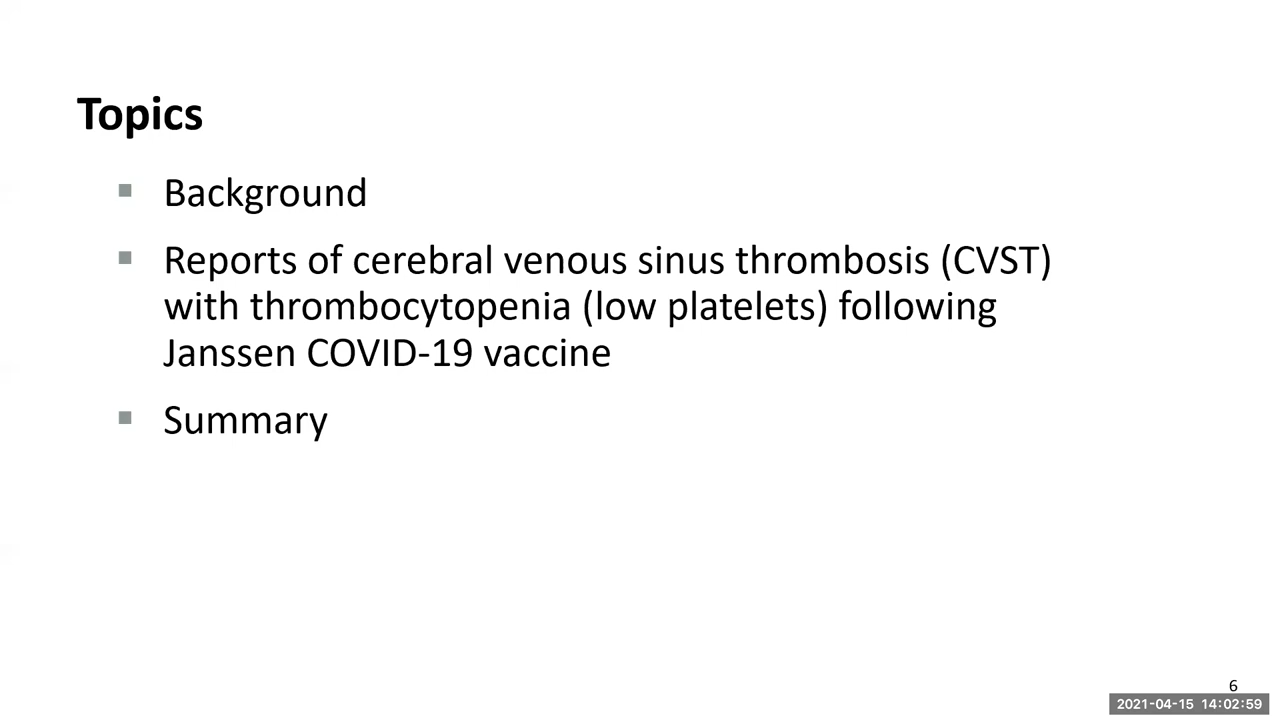 Topics
Background
Reports of cerebral venous sinus thrombosis (CVST)
with thrombocytopenia (low platelets) following
Janssen COVID-19 vaccine
Summary
6
2021-04-15 14:02:59